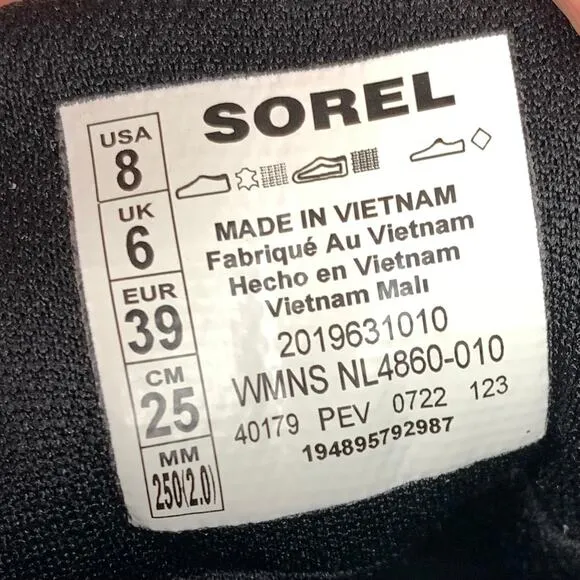 SOREL
USA
8
UK
6
EUR
39
CM
25
MM
250(2.0)
MADE IN VIETNAM
Fabriqué Au Vietnam
Hecho en Vietnam
Vietnam Malı
2019631010
WMNS NL4860-010
40179 PEV 0722 123
194895792987